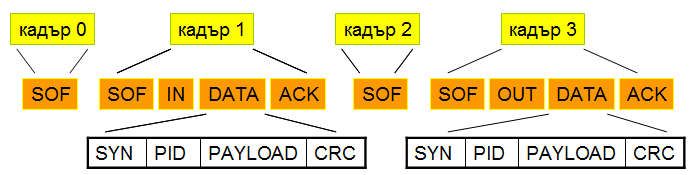 кадър 0 кадър 1 кадър 2 кадър 3
SOF SOF IN DATA ACK SOF SOF OUT DATA ACK
SYN PID PAYLOAD CRC SYN PID PAYLOAD CRC